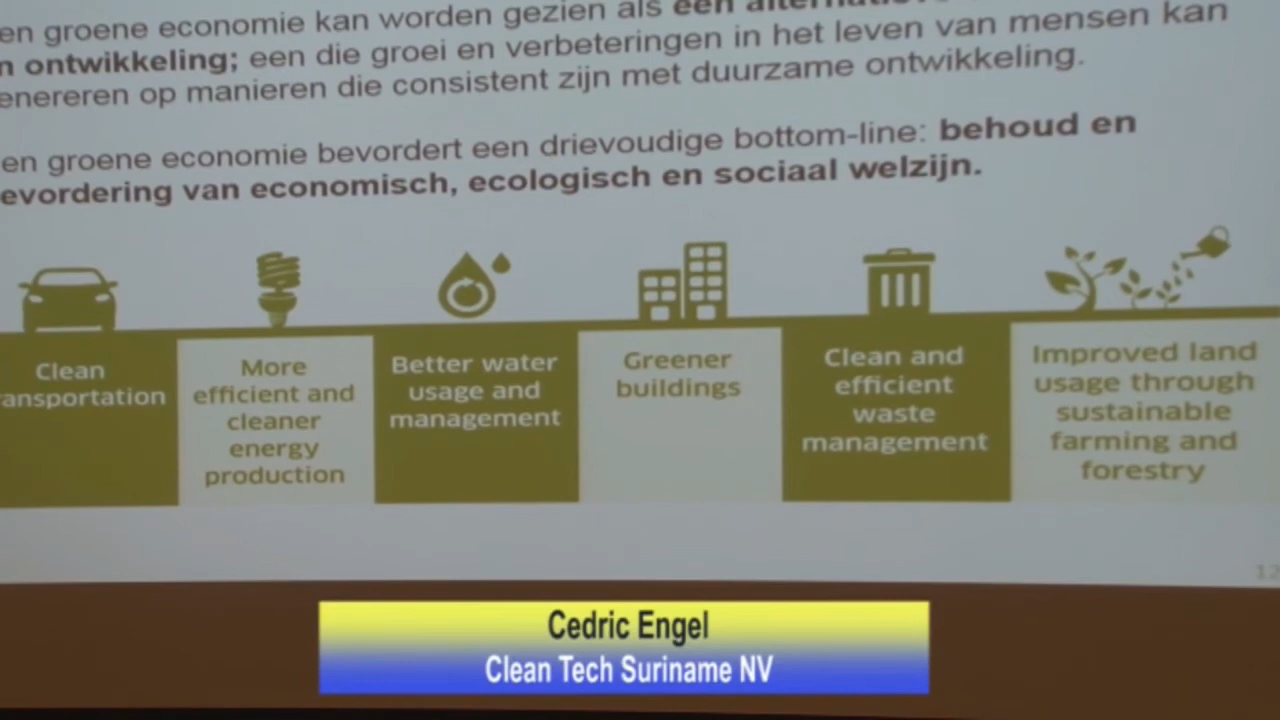 en groene economie kan worden gezien als een
n ontwikkeling; een die groei en verbeteringen in het leven van mensen kan
enereren op manieren die consistent zijn met duurzame ontwikkeling.
en groene economie bevordert een drievoudige bottom-line: behoud en
evordering van economisch, ecologisch en sociaal welzijn.
Clean
ansportation
More
efficient and
cleaner
energy
production
Better water
usage and
management
Greener
buildings
Clean and
efficient
waste
management
Improved land
usage through
sustainable
farming and
forestry
12
Cedric Engel
Clean Tech Suriname NV